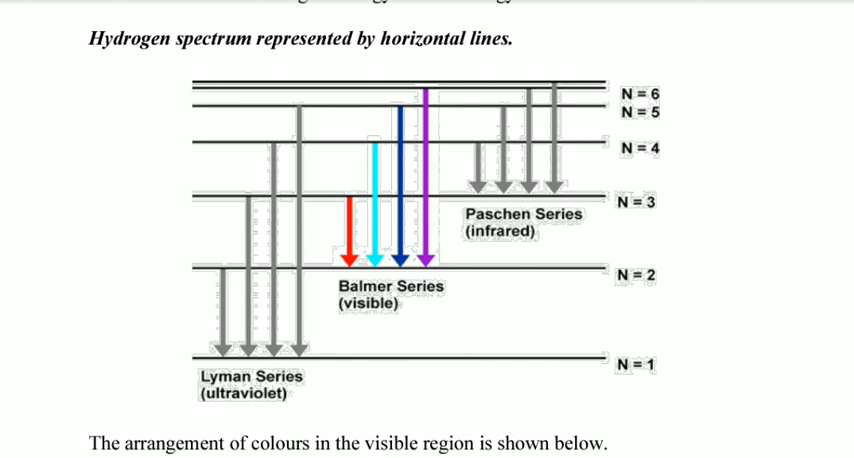 Hydrogen spectrum represented by horizontal lines.
N = 6
N = 5
N = 4
N = 3
Paschen Series
(infrared)
N = 2
Balmer Series
(visible)
N = 1
Lyman Series
(ultraviolet)
The arrangement of colours in the visible region is shown below.